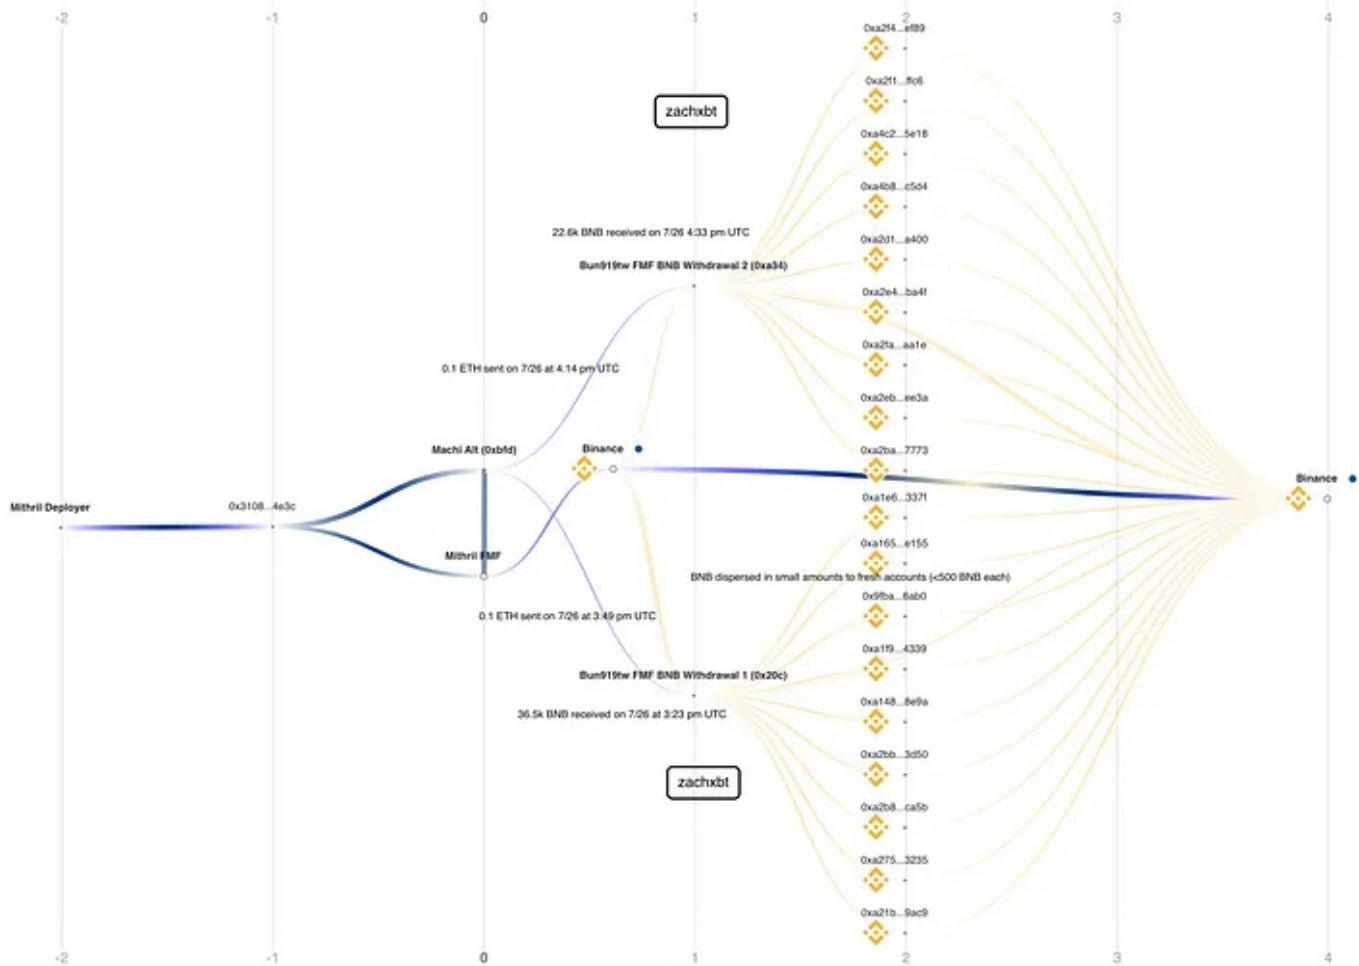 -2 -1 0 1 2 3 4
0xa2f4...ef89
0xa2f1...ffc6
zachxbt
0xa4c2...5e18
0xa4b8...c5d4
22.6k BNB received on 7/26 4:33 pm UTC
0xa2d1...a400
Bun919tw FMF BNB Withdrawal 2 (0xa34)
0xa2e4...ba4f
0xa2fa...aa1e
0.1 ETH sent on 7/26 at 4.14 pm UTC
0xa2eb...ee3a
Machi Alt (0xbfd)
Binance
0xa2ba...7773
Binance
0xa1e6...337f
Mithril Deployer
0x3108...4e3c
0xa165...e155
Mithril FMF
BNB dispersed in small amounts to fresh accounts (<500 BNB each)
0x9fba...6ab0
0.1 ETH sent on 7/26 at 3:49 pm UTC
0xa1f9...4339
Bun919tw FMF BNB Withdrawal 1 (0x20c)
0xa148...8e9a
36.5k BNB received on 7/26 at 3:23 pm UTC
0xa2bb...3d50
zachxbt
0xa2b8...ca5b
0xa275...3235
0xa21b...9ac9
-2 -1 0 1 2 3 4